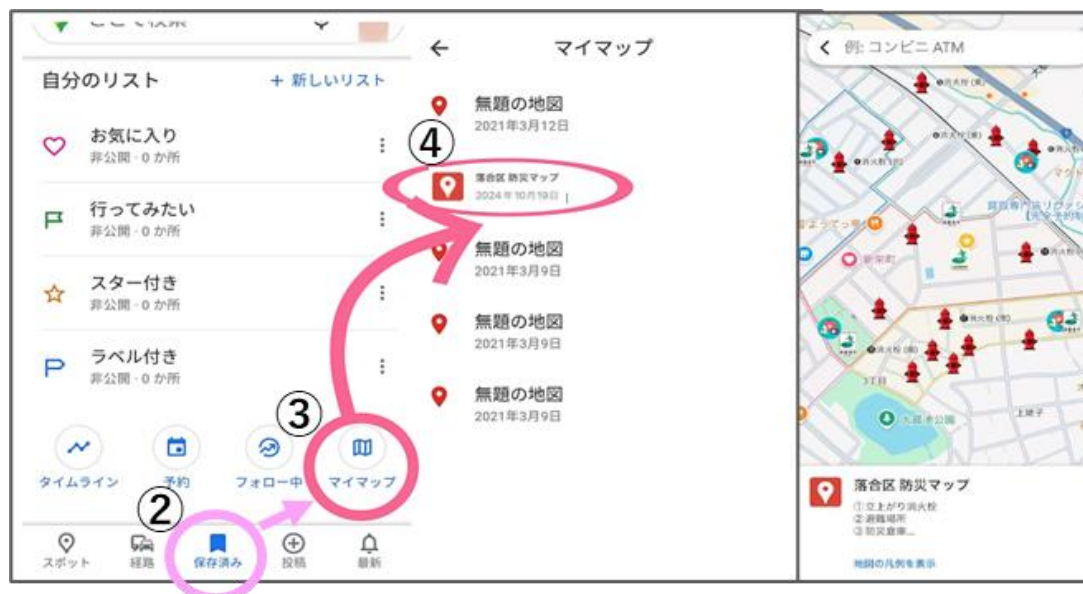 自分のリスト
+ 新しいリスト
お気に入り
非公開・0 か所
行ってみたい
非公開・0 か所
スター付き
非公開・0 か所
ラベル付き
非公開・0 か所
③
タイムライン
予約
フォロー中
マイマップ
②
スポット
経路
保存済み
投稿
最新
← マイマップ
無題の地図
2021年3月12日
④
落合区 防災マップ
2024年10月19日
無題の地図
2021年3月9日
無題の地図
2021年3月9日
無題の地図
2021年3月9日
例: コンビニ ATM
新栄町
3丁目
落合区 防災マップ
①立上がり消火栓
②避難場所
③防災倉庫...
地図の凡例を表示